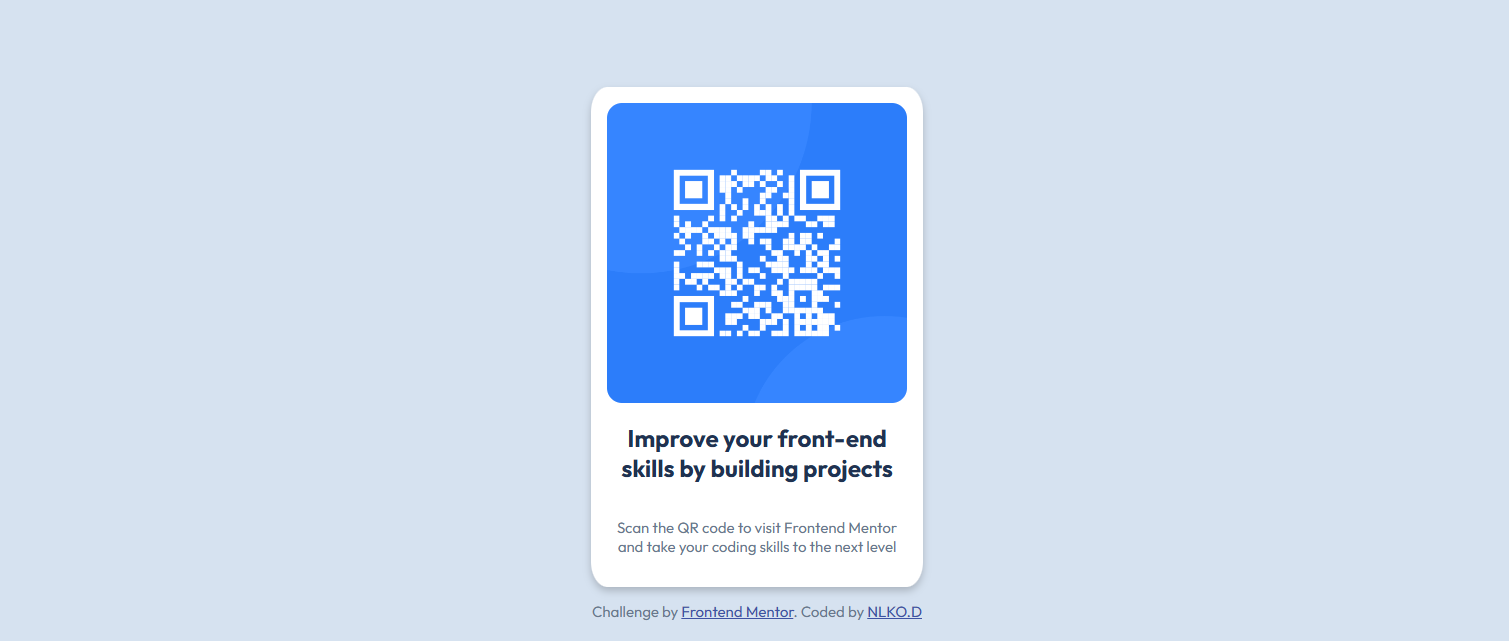 Improve your front-end
skills by building projects
Scan the QR code to visit Frontend Mentor
and take your coding skills to the next level
Challenge by Frontend Mentor. Coded by NLKO.D